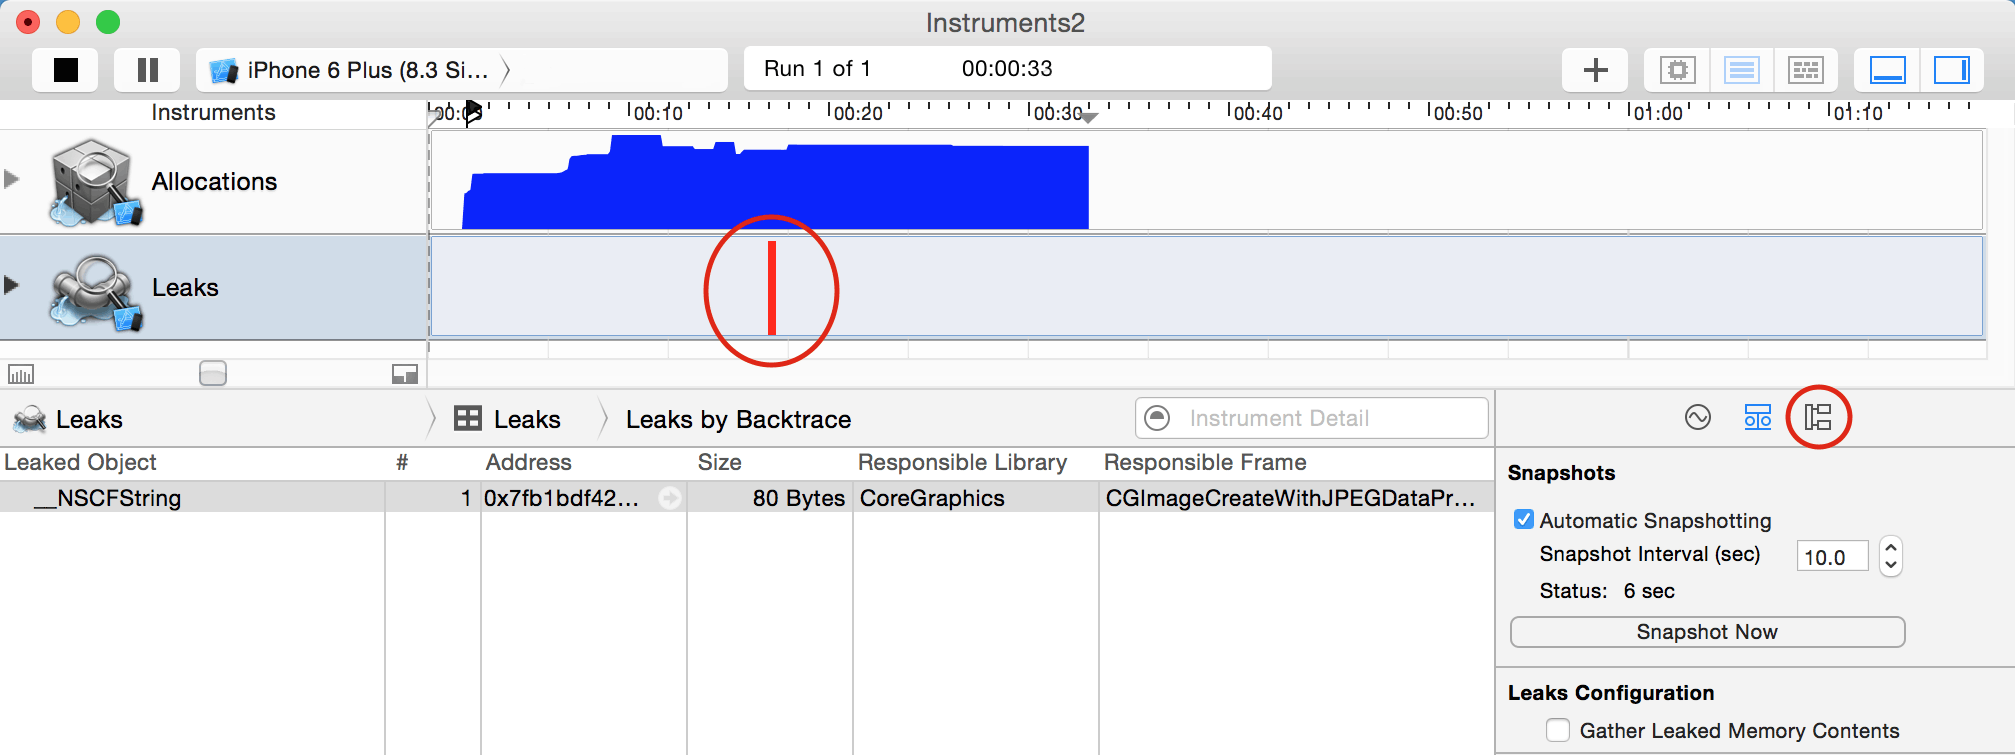 Instruments2
iPhone 6 Plus (8.3 Si...
Run 1 of 1 00:00:33
Instruments
00:10 00:20 00:30 00:40 00:50 01:00 01:10
Allocations
Leaks
Leaks Leaks Leaks by Backtrace Instrument Detail
Leaked Object # Address Size Responsible Library Responsible Frame
__NSCFString 1 0x7fb1bdf42... 80 Bytes CoreGraphics CGImageCreateWithJPEGDataPr...
Snapshots
Automatic Snapshotting
Snapshot Interval (sec) 10.0
Status: 6 sec
Snapshot Now
Leaks Configuration
Gather Leaked Memory Contents